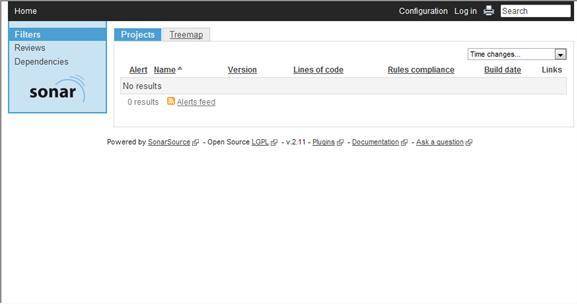 Home Configuration Log in Search
Filters
Reviews
Dependencies
sonar
Projects Treemap
Time changes...
Alert Name Version Lines of code Rules compliance Build date Links
No results
0 results Alerts feed
Powered by SonarSource - Open Source LGPL - v.2.11 - Plugins - Documentation - Ask a question